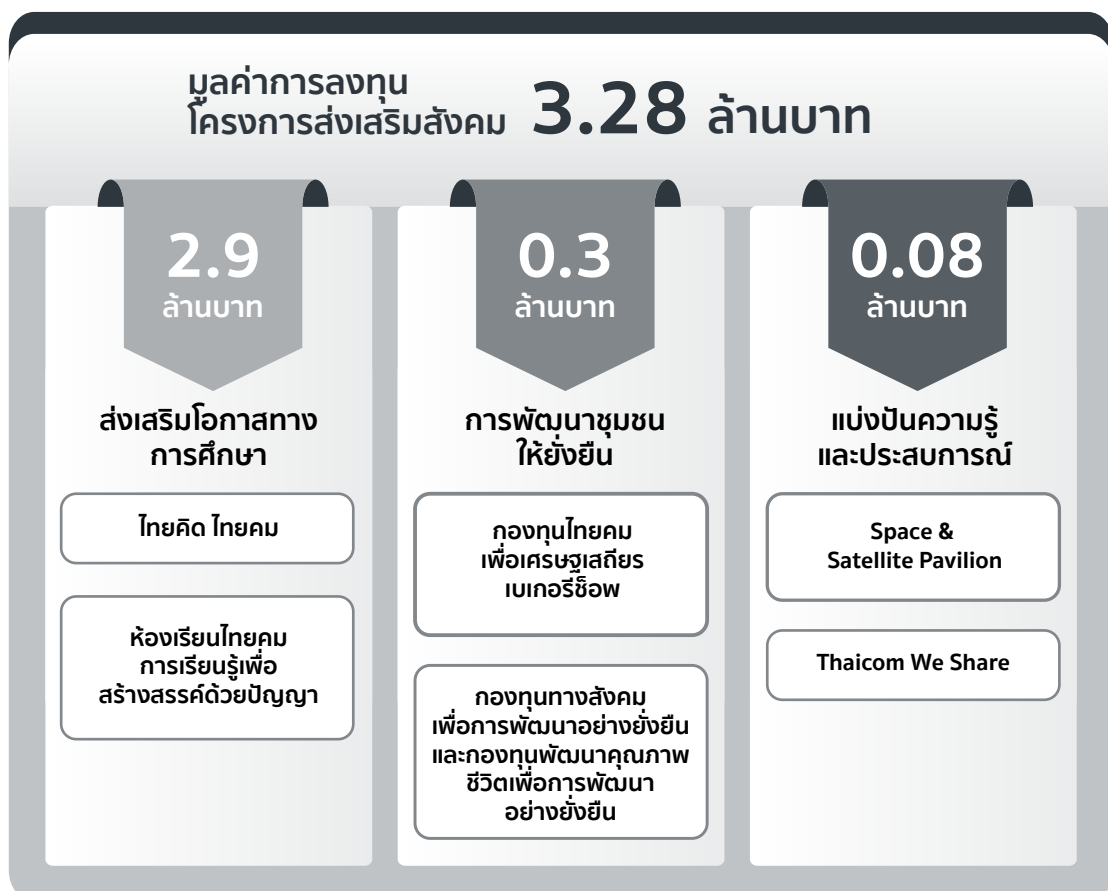 มูลค่าการลงทุน
โครงการส่งเสริมสังคม 3.28 ล้านบาท
2.9
ล้านบาท
ส่งเสริมโอกาสทาง
การศึกษา
ไทยคิด ไทยคม
ห้องเรียนไทยคม
การเรียนรู้เพื่อ
สร้างสรรค์ด้วยปัญญา
0.3
ล้านบาท
การพัฒนาชุมชน
ให้ยั่งยืน
กองทุนไทยคม
เพื่อเศรษฐเสถียร
เบเกอรีช็อพ
กองทุนทางสังคม
เพื่อการพัฒนาอย่างยั่งยืน
และกองทุนพัฒนาคุณภาพ
ชีวิตเพื่อการพัฒนา
อย่างยั่งยืน
0.08
ล้านบาท
แบ่งปันความรู้
และประสบการณ์
Space &
Satellite Pavilion
Thaicom We Share